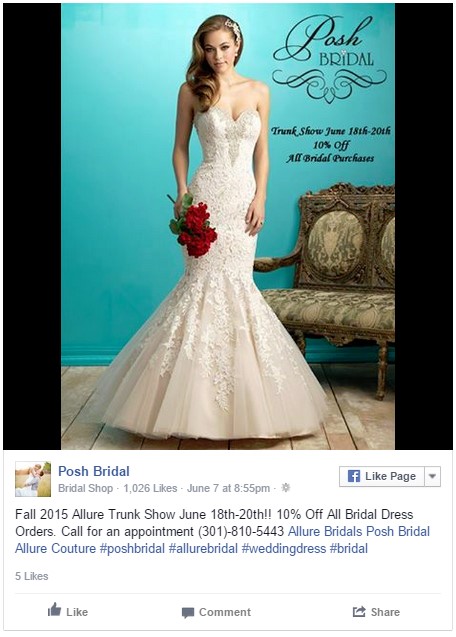 Posh
BRIDAL
Trunk Show June 18th-20th
10% Off
All Bridal Purchases
Posh Bridal
Bridal Shop · 1,026 Likes · June 7 at 8:55pm ·
Like Page
Fall 2015 Allure Trunk Show June 18th-20th!! 10% Off All Bridal Dress
Orders. Call for an appointment (301)-810-5443 Allure Bridals Posh Bridal
Allure Couture #poshbridal #allurebridal #weddingdress #bridal
5 Likes
Like Comment Share